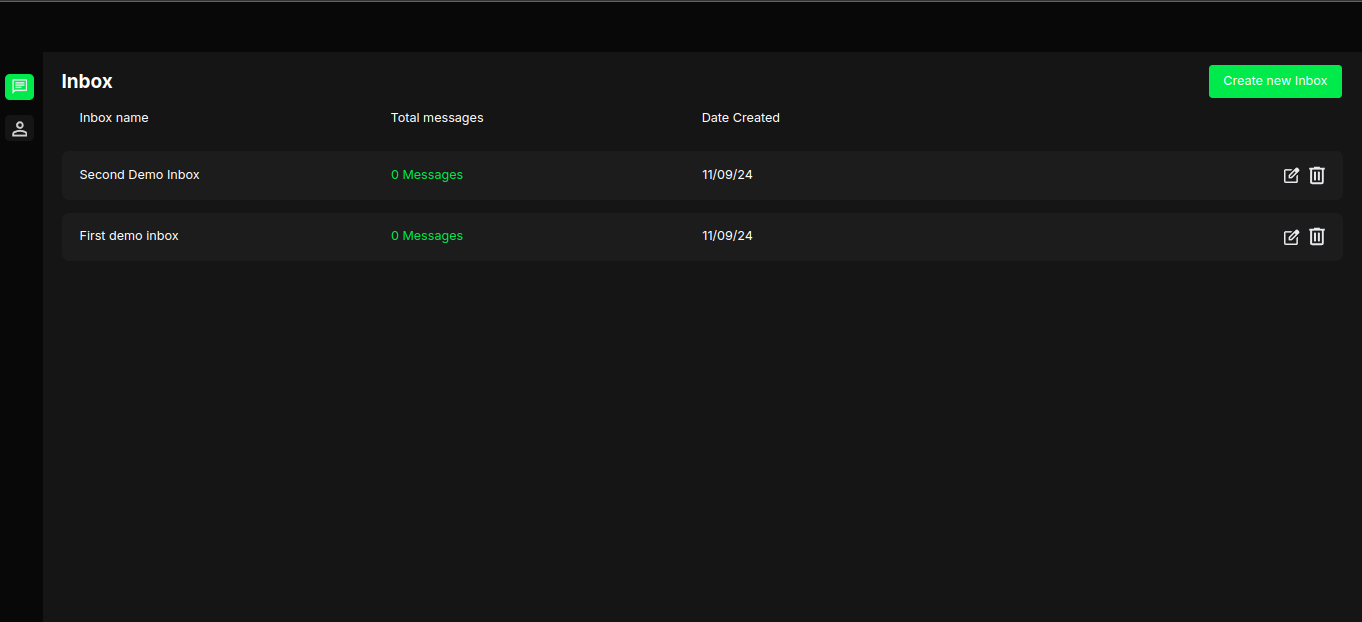 Inbox
Create new Inbox
Inbox name Total messages Date Created
Second Demo Inbox 0 Messages 11/09/24
First demo inbox 0 Messages 11/09/24